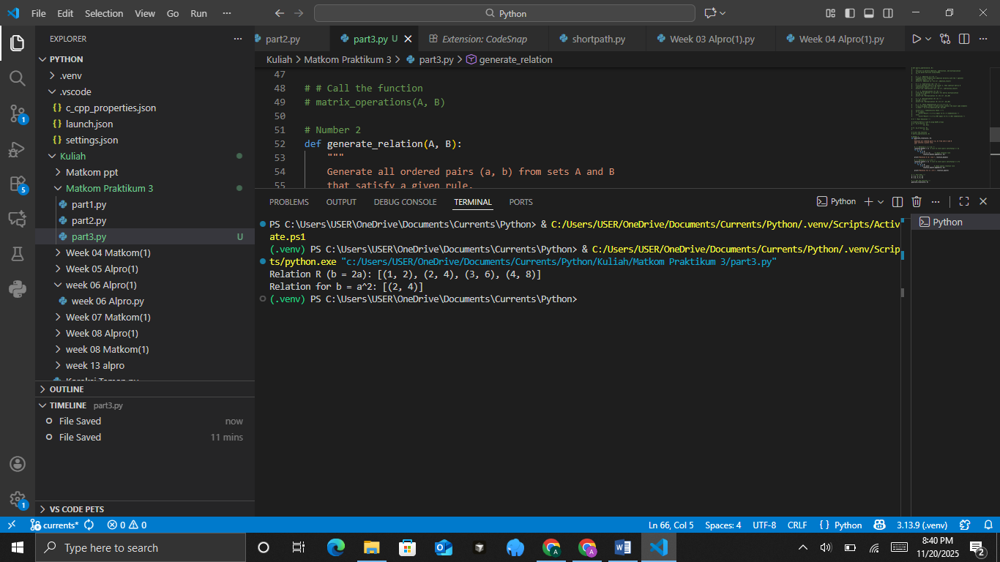 File Edit Selection View Go Run ···
Python
EXPLORER
part2.py part3.py U Extension: CodeSnap shortpath.py Week 03 Alpro(1).py Week 04 Alpro(1).py
Kuliah > Matkom Praktikum 3 > part3.py > generate_relation
PYTHON
.venv
.vscode
c_cpp_properties.json
launch.json
settings.json
Kuliah
Matkom ppt
Matkom Praktikum 3
part1.py
part2.py
part3.py U
Week 04 Matkom(1)
Week 05 Alpro(1)
week 06 Alpro(1)
week 06 Alpro.py
Week 07 Matkom(1)
Week 08 Alpro(1)
week 08 Matkom(1)
week 13 alpro
OUTLINE
TIMELINE part3.py
File Saved now
File Saved 11 mins
VS CODE PETS
1
5
1
47
48 # # Call the function
49 # matrix_operations(A, B)
50
51 # Number 2
52 def generate_relation(A, B):
53 """
54 Generate all ordered pairs (a, b) from sets A and B
55 that satisfy a given rule.
PROBLEMS OUTPUT DEBUG CONSOLE TERMINAL PORTS
Python
Python
PS C:\Users\USER\OneDrive\Documents\Currents\Python> & C:/Users/USER/OneDrive/Documents/Currents/Python/.venv/Scripts/Activ
ate.ps1
(.venv) PS C:\Users\USER\OneDrive\Documents\Currents\Python> & C:/Users/USER/OneDrive/Documents/Currents/Python/.venv/Scrip
ts/python.exe "c:/Users/USER/OneDrive/Documents/Currents/Python/Kuliah/Matkom Praktikum 3/part3.py"
Relation R (b = 2a): [(1, 2), (2, 4), (3, 6), (4, 8)]
Relation for b = a^2: [(2, 4)]
(.venv) PS C:\Users\USER\OneDrive\Documents\Currents\Python>
currents* 0 0 Ln 66, Col 5 Spaces: 4 UTF-8 CRLF { } Python 3.13.9 (.venv)
Type here to search
8:40 PM
11/20/2025
2